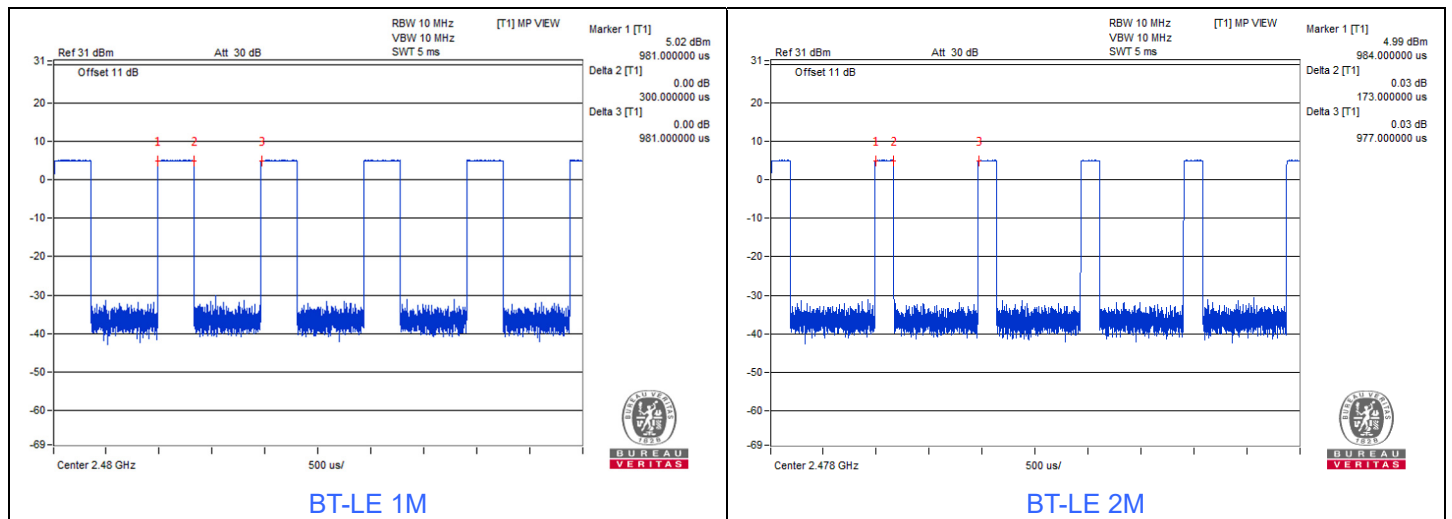 RBW 10 MHz [T1] MP VIEW
VBW 10 MHz
Ref 31 dBm Att 30 dB SWT 5 ms
Marker 1 [T1]
5.02 dBm
981.000000 us
Delta 2 [T1]
0.00 dB
300.000000 us
Delta 3 [T1]
0.00 dB
981.000000 us
31
Offset 11 dB
20
10
1 2 3
0
-10
-20
-30
-40
-50
-60
-69
Center 2.48 GHz 500 us/
BUREAU VERITAS
1828
BUREAU
VERITAS
BT-LE 1M
RBW 10 MHz [T1] MP VIEW
VBW 10 MHz
Ref 31 dBm Att 30 dB SWT 5 ms
Marker 1 [T1]
4.99 dBm
984.000000 us
Delta 2 [T1]
0.03 dB
173.000000 us
Delta 3 [T1]
0.03 dB
977.000000 us
31
Offset 11 dB
20
10
1 2 3
0
-10
-20
-30
-40
-50
-60
-69
Center 2.478 GHz 500 us/
BUREAU VERITAS
1828
BUREAU
VERITAS
BT-LE 2M